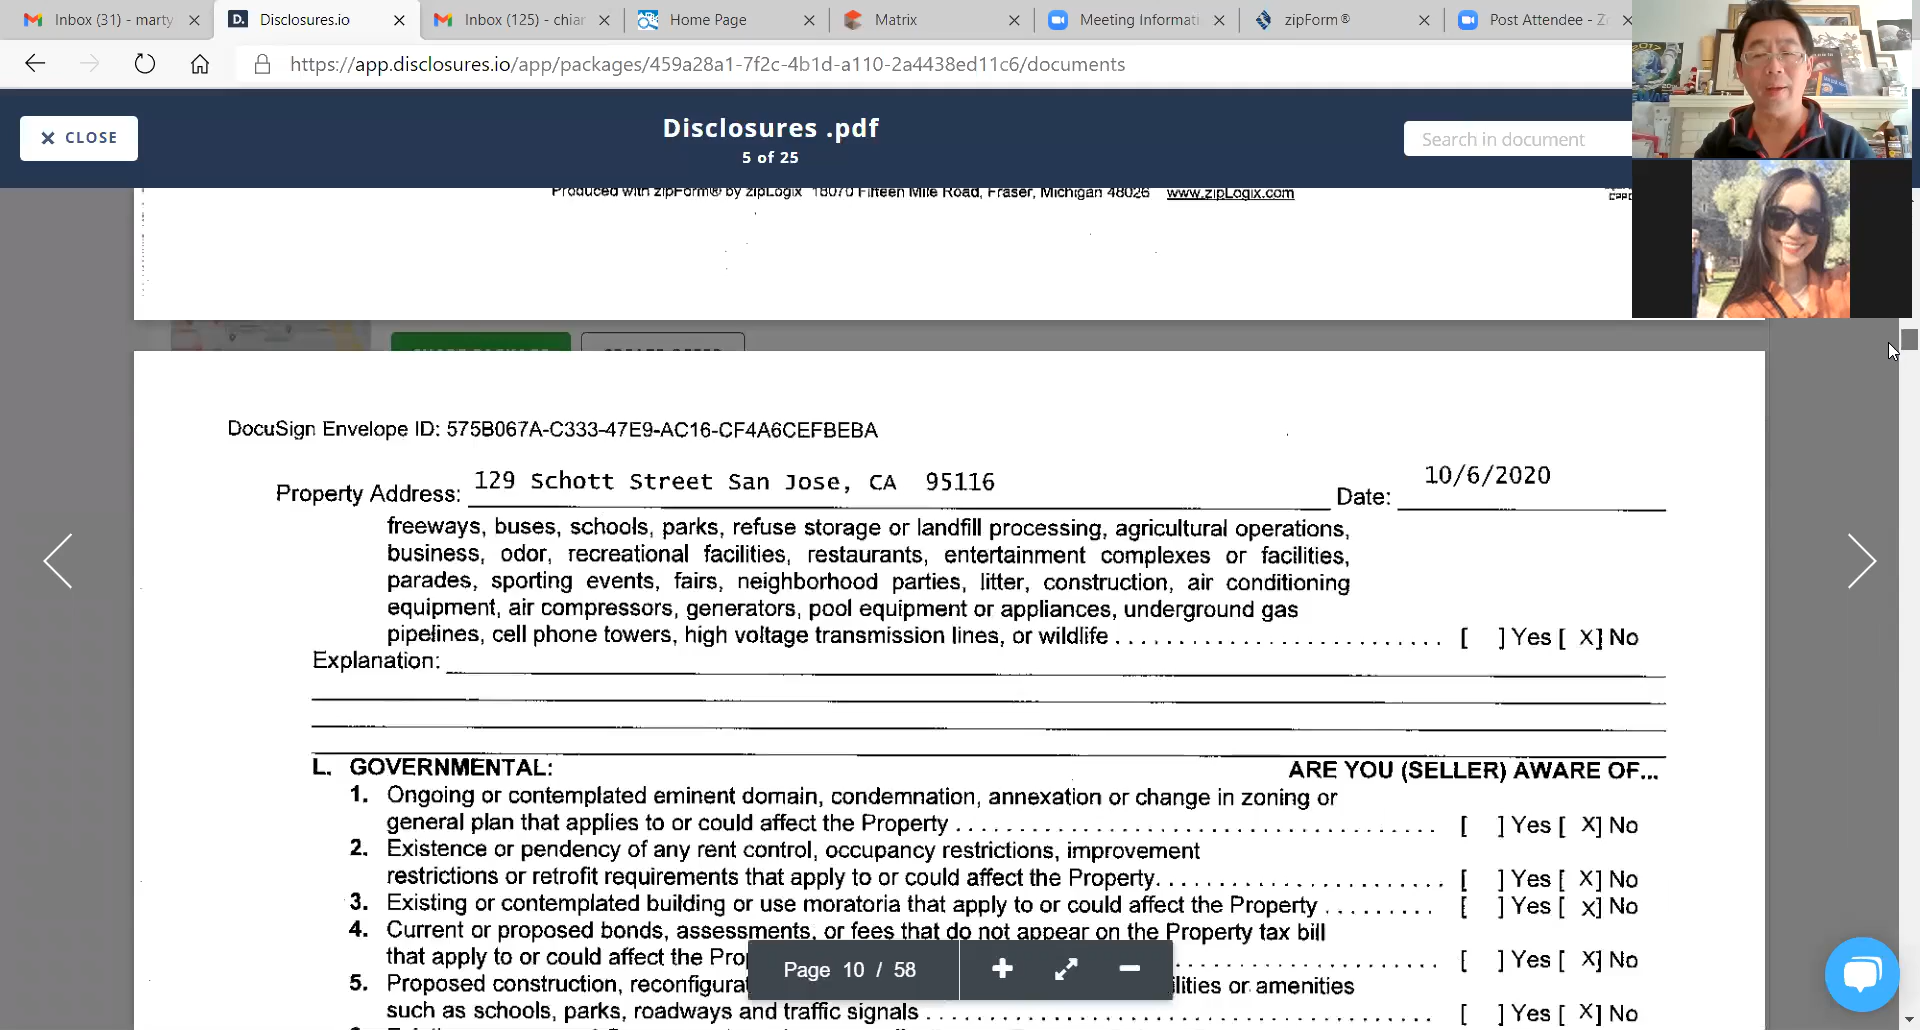 Inbox (31) - marty
Disclosures.io
Inbox (125) - chiar
Home Page
Matrix
Meeting Informati
zipForm®
Post Attendee - Z
https://app.disclosures.io/app/packages/459a28a1-7f2c-4b1d-a110-2a4438ed11c6/documents
CLOSE
Disclosures .pdf
5 of 25
Search in document
Produced with zipForm® by zipLogix 18070 Fifteen Mile Road, Fraser, Michigan 48026 www.zipLogix.com
DocuSign Envelope ID: 575B067A-C333-47E9-AC16-CF4A6CEFBEBA
Property Address: 129 Schott Street San Jose, CA 95116 Date: 10/6/2020
freeways, buses, schools, parks, refuse storage or landfill processing, agricultural operations,
business, odor, recreational facilities, restaurants, entertainment complexes or facilities,
parades, sporting events, fairs, neighborhood parties, litter, construction, air conditioning
equipment, air compressors, generators, pool equipment or appliances, underground gas
pipelines, cell phone towers, high voltage transmission lines, or wildlife . . . . . . . . . . . . . . . . . . . . . . . . . . . . [ ] Yes [ X] No
Explanation:
L. GOVERNMENTAL: ARE YOU (SELLER) AWARE OF...
1. Ongoing or contemplated eminent domain, condemnation, annexation or change in zoning or
general plan that applies to or could affect the Property . . . . . . . . . . . . . . . . . . . . . . . . . . . . . . . . . . . . . . . . [ ] Yes [ X] No
2. Existence or pendency of any rent control, occupancy restrictions, improvement
restrictions or retrofit requirements that apply to or could affect the Property. . . . . . . . . . . . . . . . . . . . . . . . [ ] Yes [ X] No
3. Existing or contemplated building or use moratoria that apply to or could affect the Property . . . . . . . . . [ ] Yes [ X] No
4. Current or proposed bonds, assessments, or fees that do not appear on the Property tax bill
that apply to or could affect the Pro . . . . . . . . . . . . . . . . . . . . [ ] Yes [ X] No
5. Proposed construction, reconfigura lities or amenities
such as schools, parks, roadways and traffic signals . . . . . . . . . . . . . . . . . . . . . . . . . . . . . . . . . . . . . . . . . . [ ] Yes [ X] No
Page 10 / 58